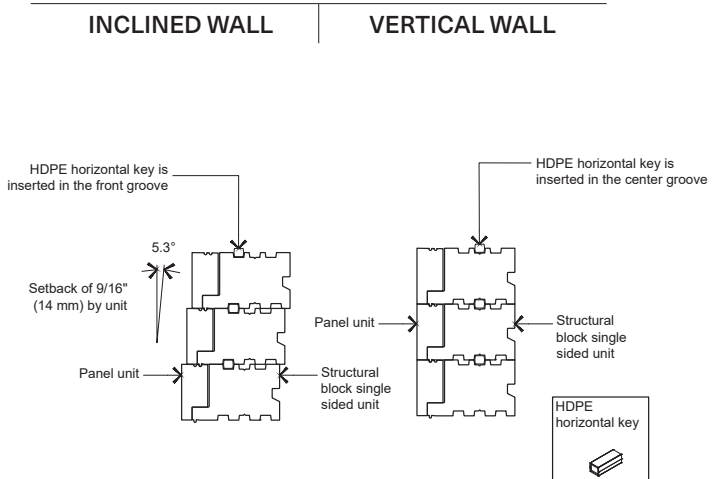 INCLINED WALL
VERTICAL WALL
HDPE horizontal key is
inserted in the front groove
HDPE horizontal key is
inserted in the center groove
5.3°
Setback of 9/16"
(14 mm) by unit
Panel unit
Structural
block single
sided unit
Panel unit
Structural
block single
sided unit
HDPE
horizontal key